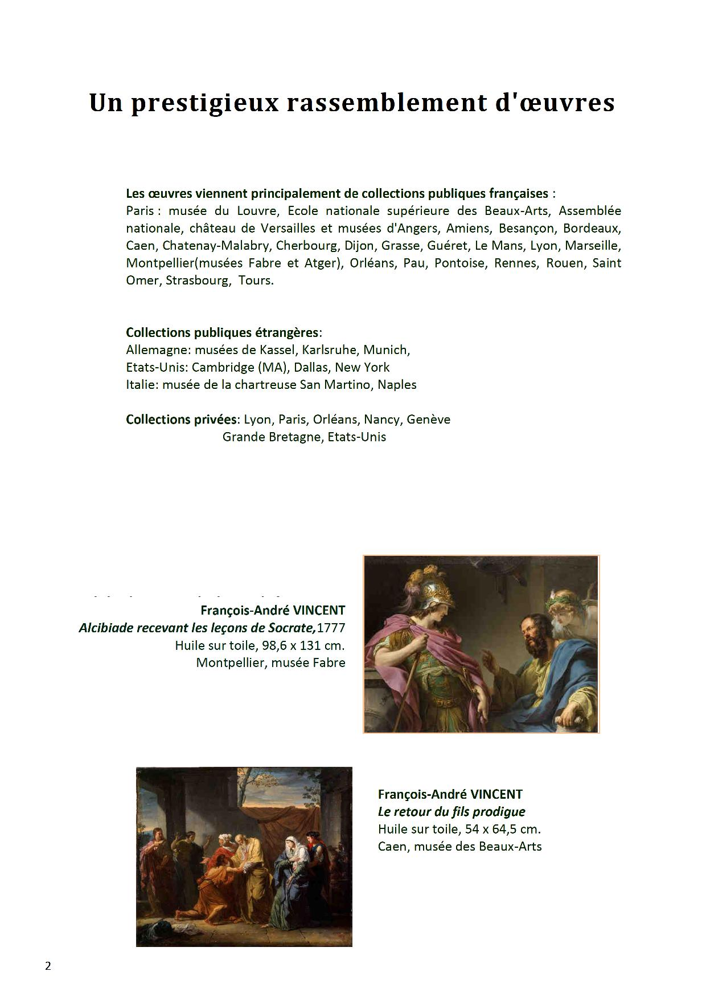 Un prestigieux rassemblement d'œuvres
Les œuvres viennent principalement de collections publiques françaises :
Paris : musée du Louvre, Ecole nationale supérieure des Beaux-Arts, Assemblée
nationale, château de Versailles et musées d'Angers, Amiens, Besançon, Bordeaux,
Caen, Chatenay-Malabry, Cherbourg, Dijon, Grasse, Guéret, Le Mans, Lyon, Marseille,
Montpellier(musées Fabre et Atger), Orléans, Pau, Pontoise, Rennes, Rouen, Saint
Omer, Strasbourg, Tours.
Collections publiques étrangères:
Allemagne: musées de Kassel, Karlsruhe, Munich,
Etats-Unis: Cambridge (MA), Dallas, New York
Italie: musée de la chartreuse San Martino, Naples
Collections privées: Lyon, Paris, Orléans, Nancy, Genève
Grande Bretagne, Etats-Unis
François-André VINCENT
Alcibiade recevant les leçons de Socrate,1777
Huile sur toile, 98,6 x 131 cm.
Montpellier, musée Fabre
François-André VINCENT
Le retour du fils prodigue
Huile sur toile, 54 x 64,5 cm.
Caen, musée des Beaux-Arts
2